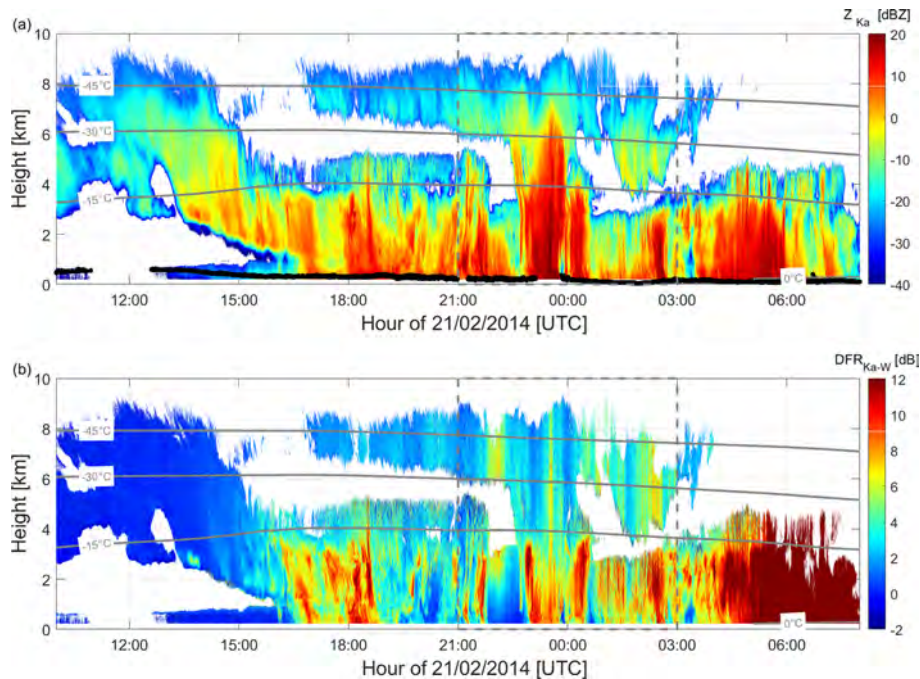 (a)
Z Ka [dBZ]
10
8
6
4
2
0
Height [km]
-45°C
-30°C
-15°C
0°C
20
10
0
-10
-20
-30
-40
12:00 15:00 18:00 21:00 00:00 03:00 06:00
Hour of 21/02/2014 [UTC]
(b)
DFR Ka-W [dB]
10
8
6
4
2
0
Height [km]
-45°C
-30°C
-15°C
0°C
12
10
8
6
4
2
0
-2
12:00 15:00 18:00 21:00 00:00 03:00 06:00
Hour of 21/02/2014 [UTC]